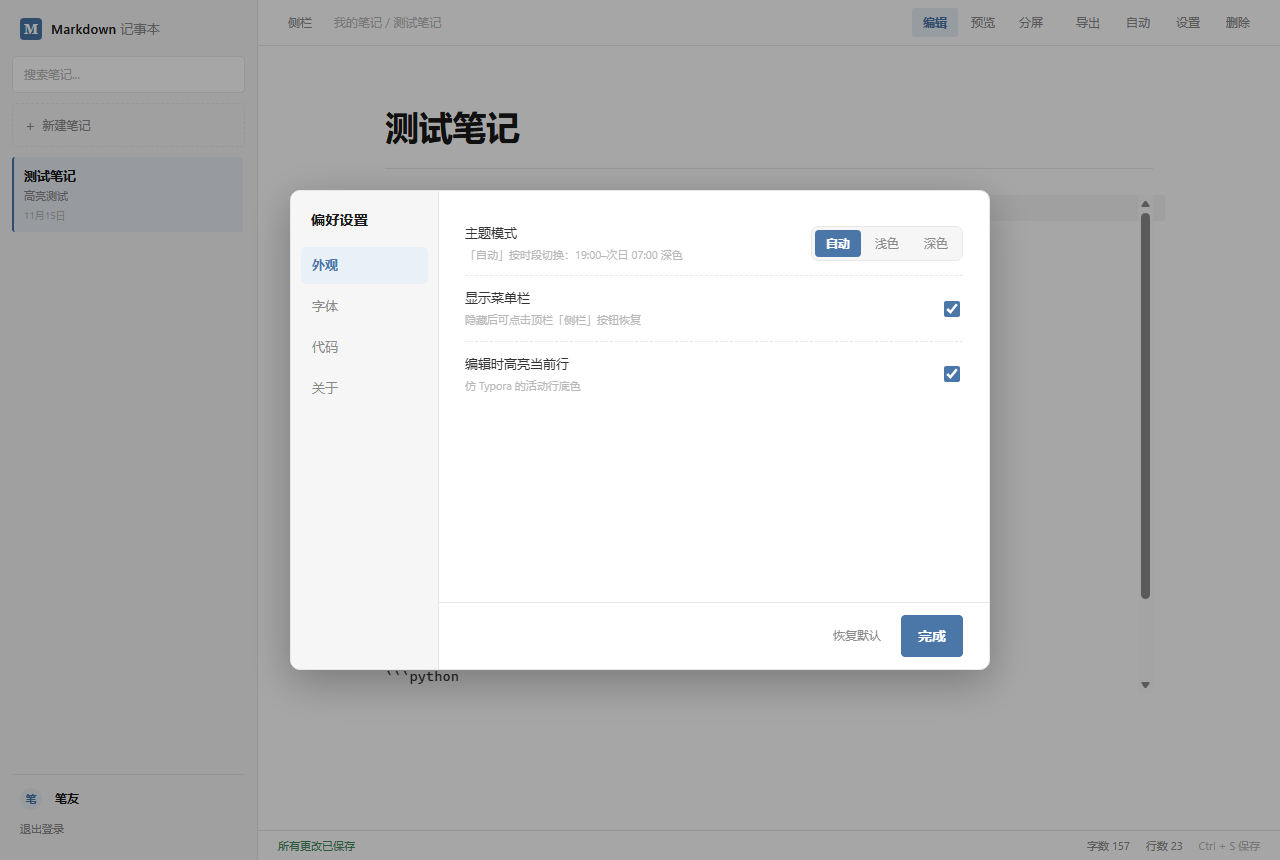 M Markdown 记事本
搜索笔记...
+ 新建笔记
测试笔记
高亮测试
11月15日
笔 笔友
退出登录
侧栏 我的笔记 / 测试笔记 编辑 预览 分屏 导出 自动 设置 删除
测试笔记
偏好设置
外观
字体
代码
关于
主题模式
「自动」按时段切换：19:00–次日 07:00 深色
自动 浅色 深色
显示菜单栏
隐藏后可点击顶栏「侧栏」按钮恢复
编辑时高亮当前行
仿 Typora 的活动行底色
恢复默认 完成
```python
所有更改已保存 字数 157 行数 23 Ctrl + S 保存